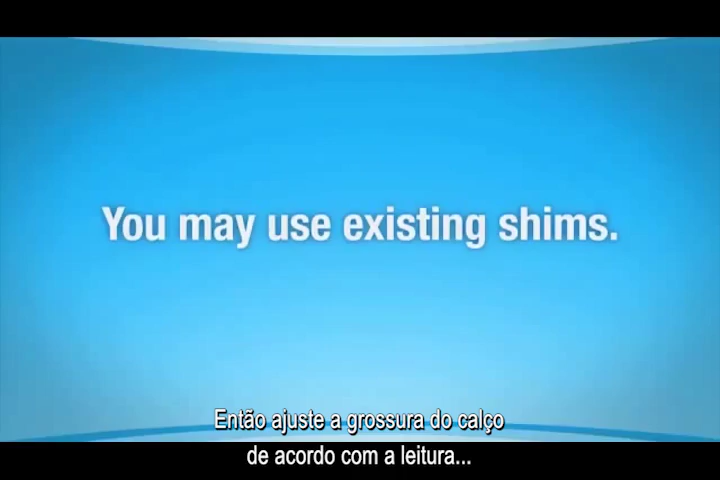 You may use existing shims.
Então ajuste a grossura do calço
de acordo com a leitura...